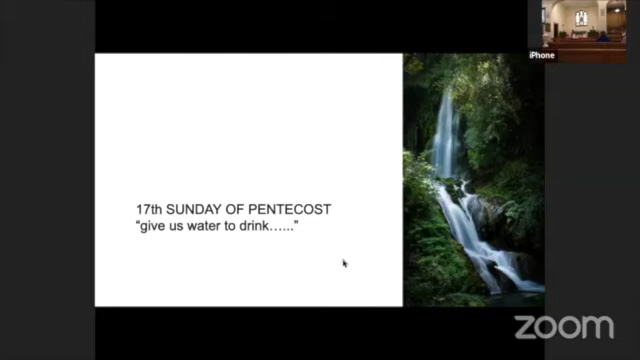 iPhone
17th SUNDAY OF PENTECOST
“give us water to drink…...”
zoom